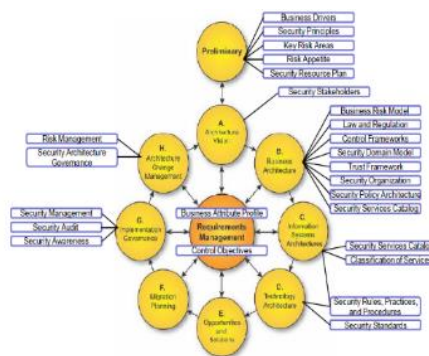 Business Drivers
Security Principles
Key Risk Areas
Risk Appetite
Security Resource Plan
Preliminary
Security Stakeholders
A.
Architecture
Vision
Business Risk Model
Law and Regulation
Control Frameworks
Security Domain Model
Trust Framework
Security Organization
Security Policy Architecture
Security Services Catalog
Risk Management
Security Architecture
Governance
H.
Architecture
Change
Management
B.
Business
Architecture
Security Management
Security Audit
Security Awareness
G.
Implementation
Governance
Business Attribute Profile
Requirements
Management
Control Objectives
C.
Information
Systems
Architectures
Security Services Catalog
Classification of Services
F.
Migration
Planning
D.
Technology
Architecture
Security Rules, Practices,
and Procedures
Security Standards
E.
Opportunities
and
Solutions